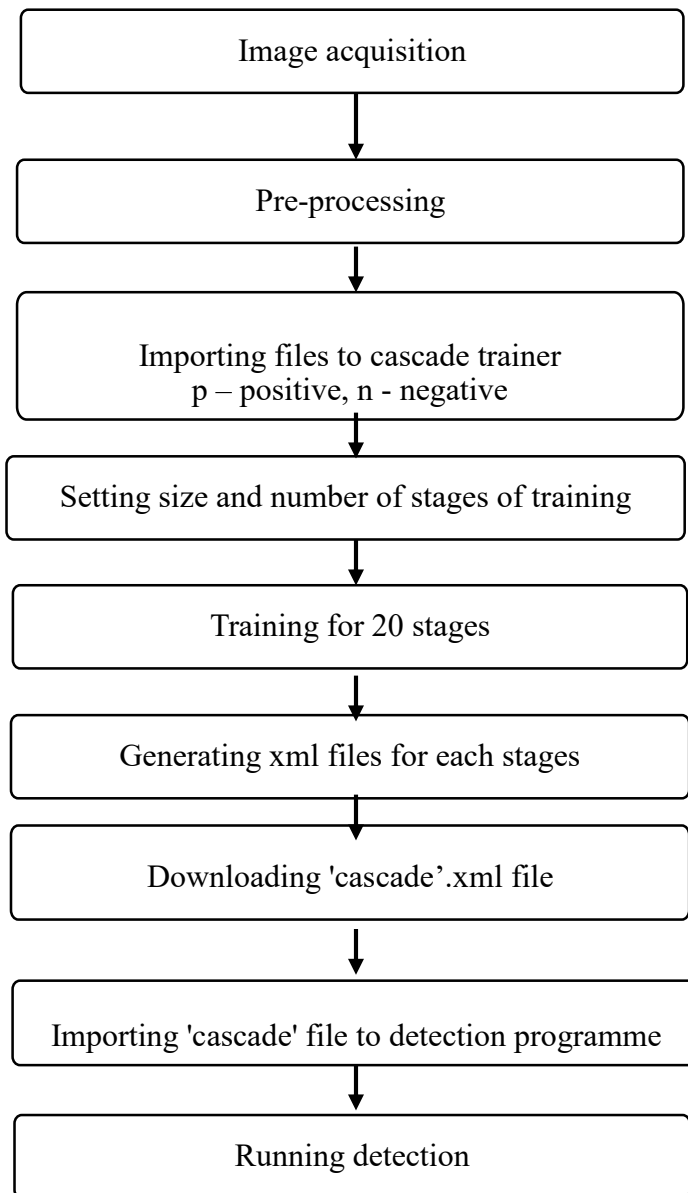 Image acquisition
Pre-processing
Importing files to cascade trainer
p – positive, n - negative
Setting size and number of stages of training
Training for 20 stages
Generating xml files for each stages
Downloading 'cascade’.xml file
Importing 'cascade' file to detection programme
Running detection